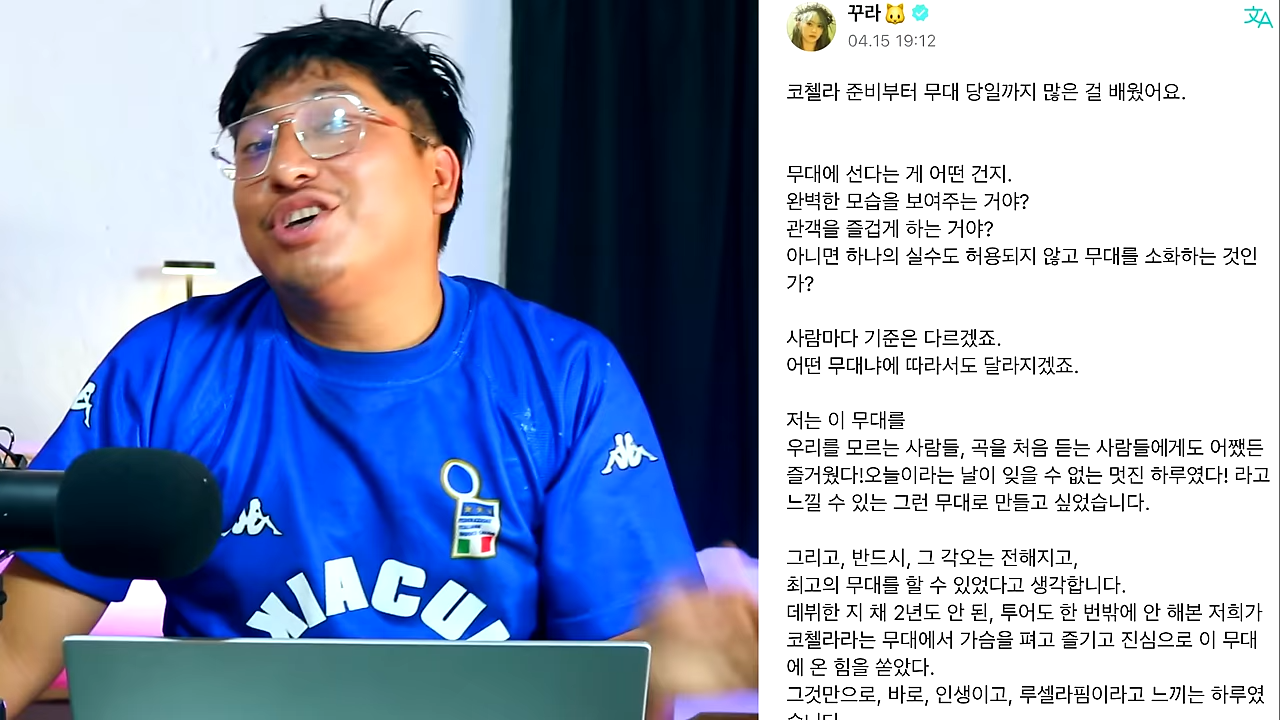 꾸라🐱
04.15 19:12
文A
코첼라 준비부터 무대 당일까지 많은 걸 배웠어요.
무대에 선다는 게 어떤 건지.
완벽한 모습을 보여주는 거야?
관객을 즐겁게 하는 거야?
아니면 하나의 실수도 허용되지 않고 무대를 소화하는 것인
가?
사람마다 기준은 다르겠죠.
어떤 무대냐에 따라서도 달라지겠죠.
저는 이 무대를
우리를 모르는 사람들, 곡을 처음 듣는 사람들에게도 어쨌든
즐거웠다!오늘이라는 날이 잊을 수 없는 멋진 하루였다! 라고
느낄 수 있는 그런 무대로 만들고 싶었습니다.
그리고, 반드시, 그 각오는 전해지고,
최고의 무대를 할 수 있었다고 생각합니다.
데뷔한 지 채 2년도 안 된, 투어도 한 번밖에 안 해본 저희가
코첼라라는 무대에서 가슴을 펴고 즐기고 진심으로 이 무대
에 온 힘을 쏟았다.
그것만으로, 바로, 인생이고, 루셀라핌이라고 느끼는 하루였
습니다